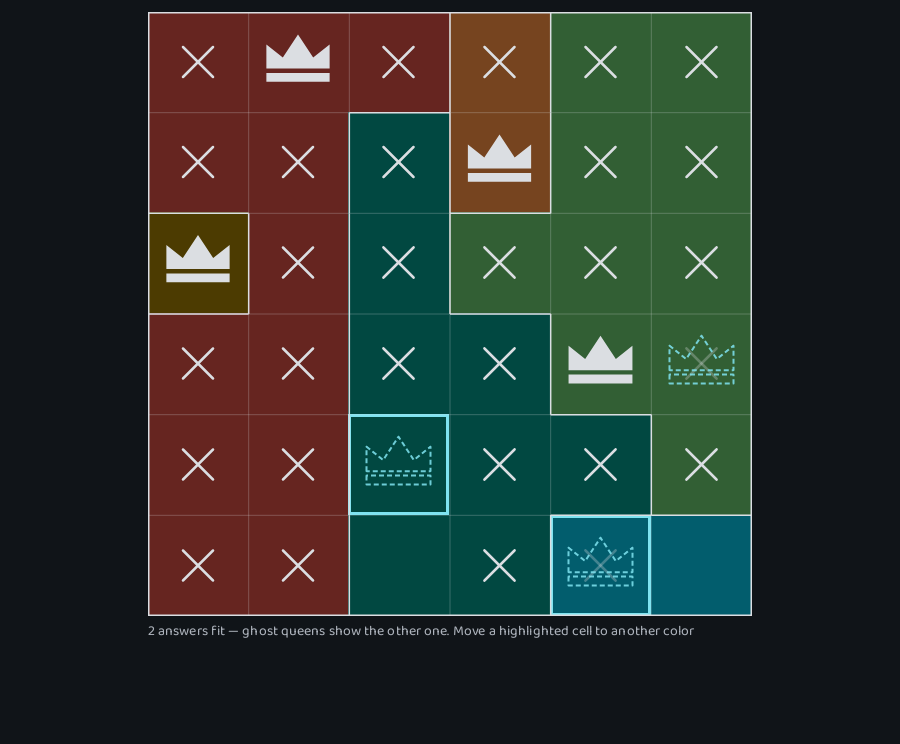 2 answers fit — ghost queens show the other one. Move a highlighted cell to another color